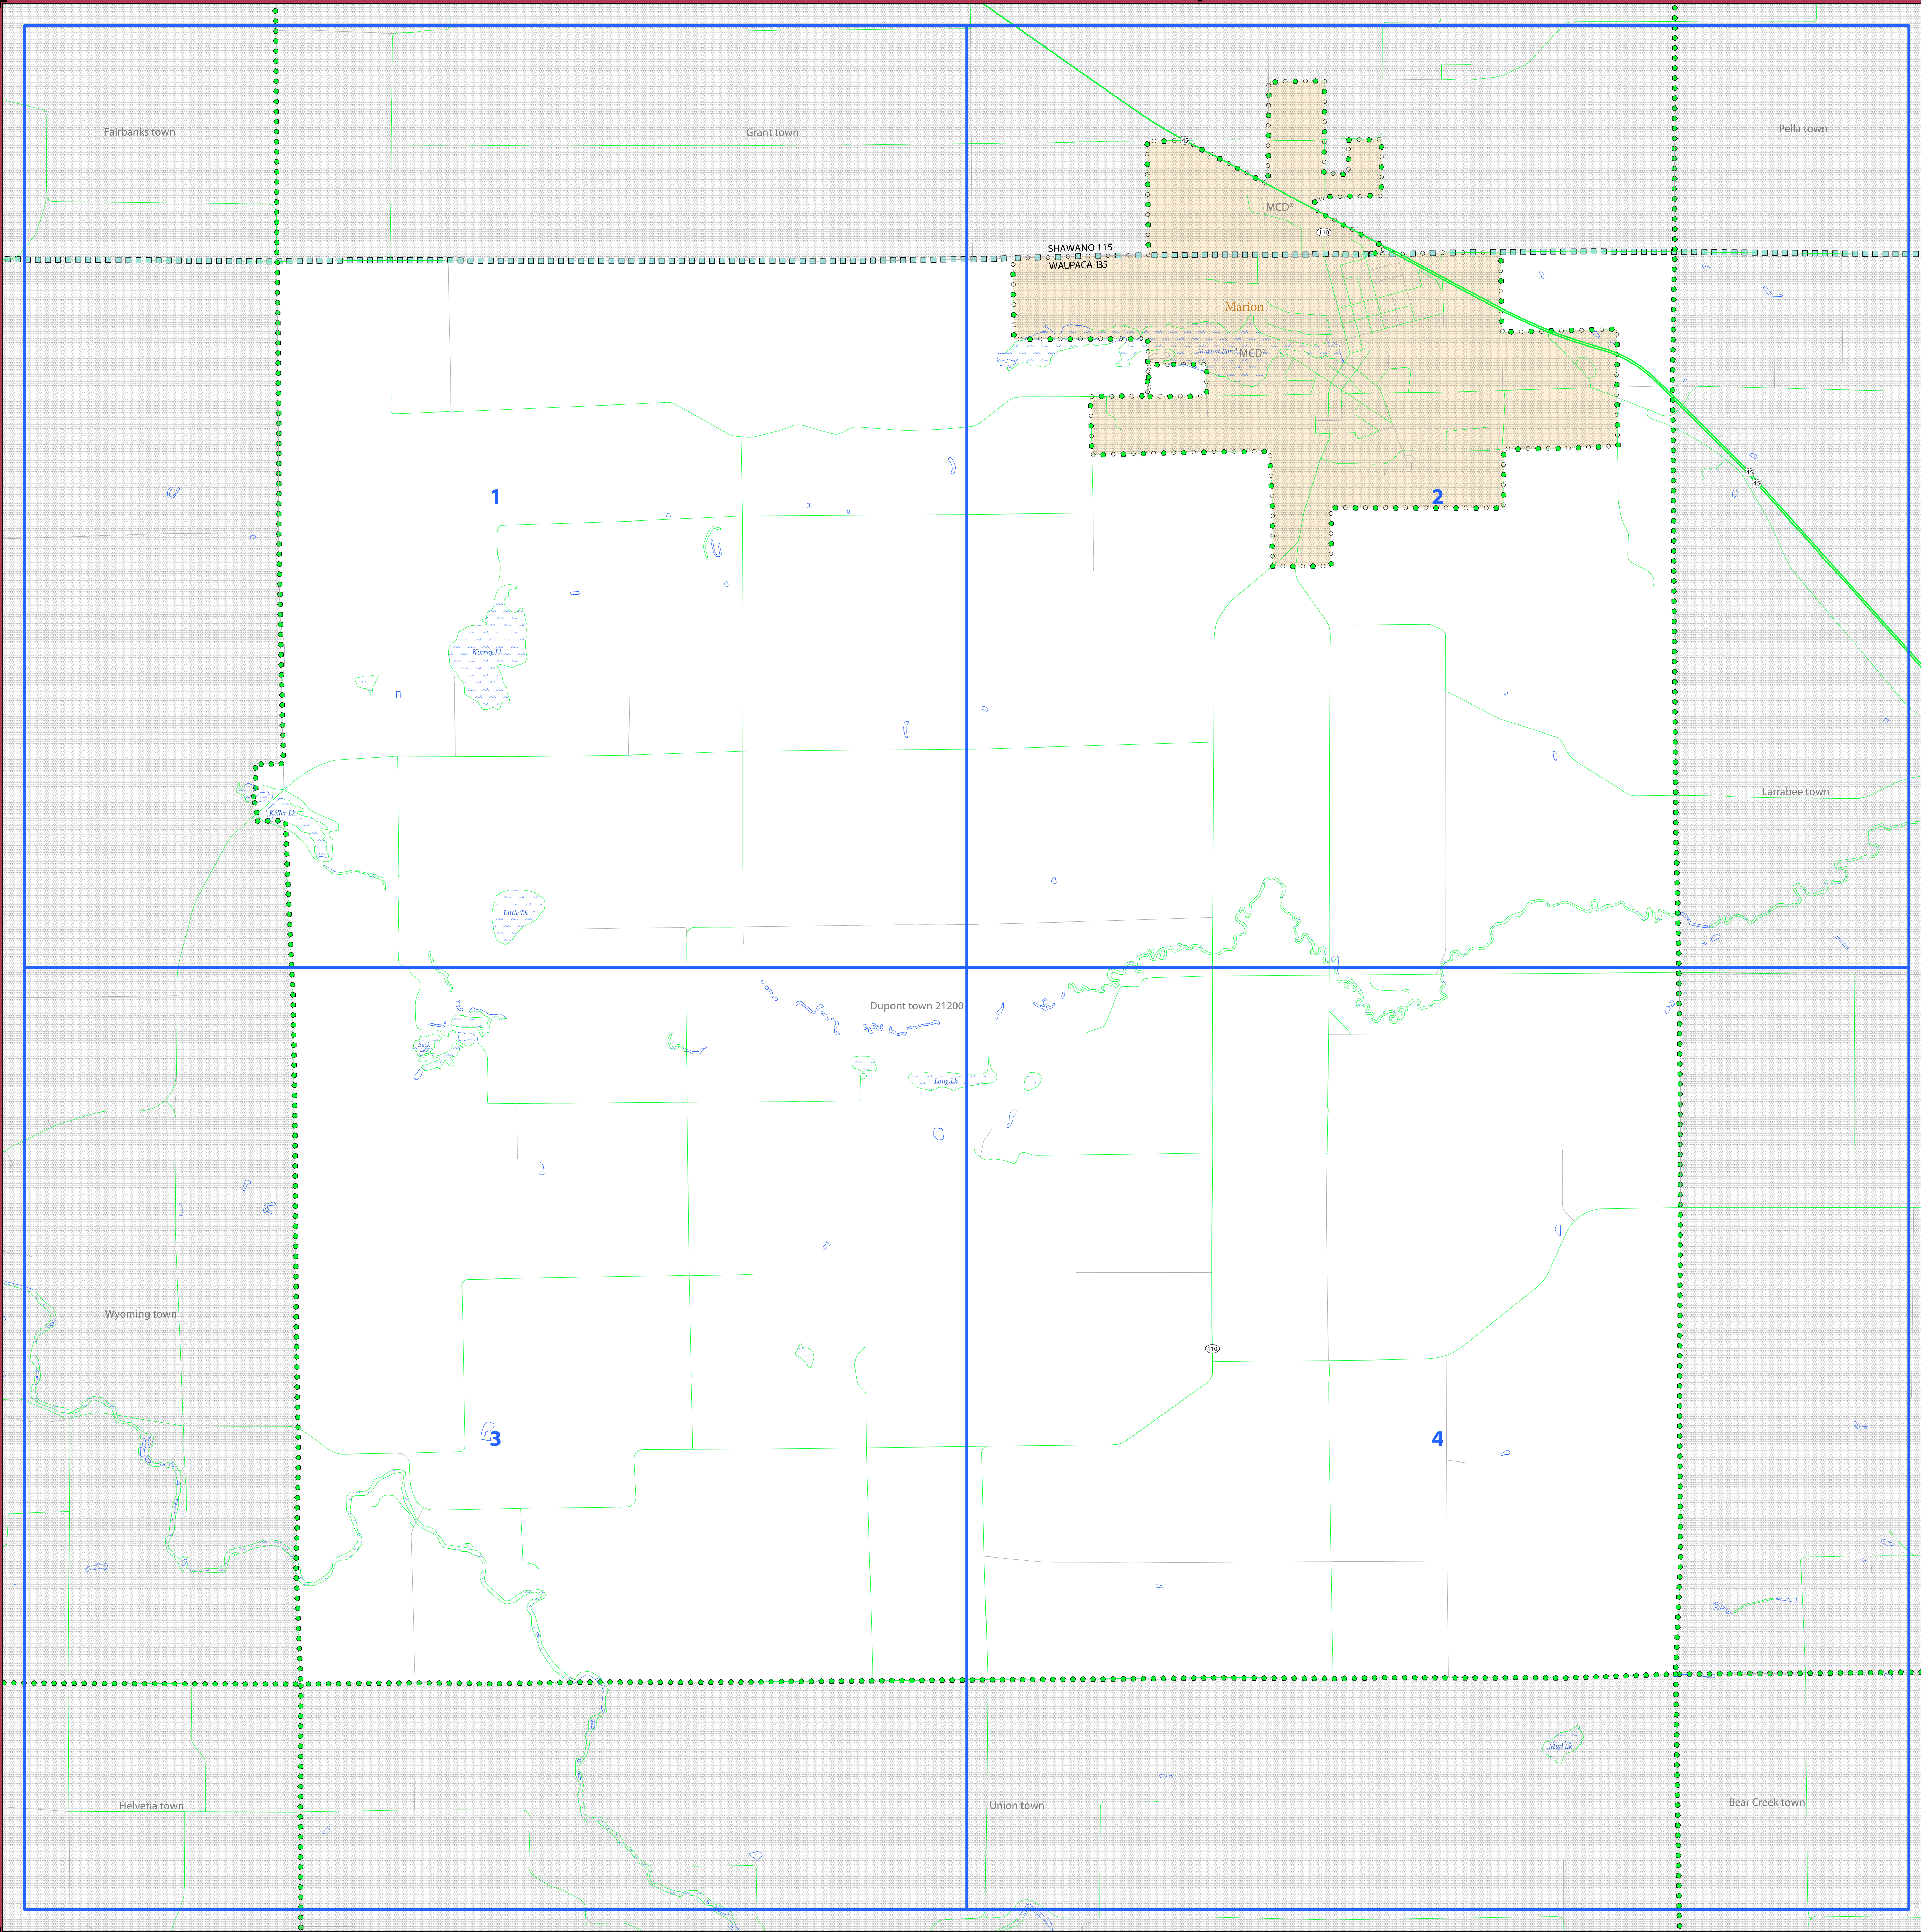 Fairbanks town
Grant town
Pella town
45
MCD*
110
SHAWANO 115
WAUPACA 135
Marion
Marion Pond
MCD*
45
45
1
2
Kinney Lk
Larrabee town
Keller Lk
Little Lk
Dupont town 21200
Buck
Lks
Long Lk
Wyoming town
110
3
4
Mud Lk
Helvetia town
Union town
Bear Creek town